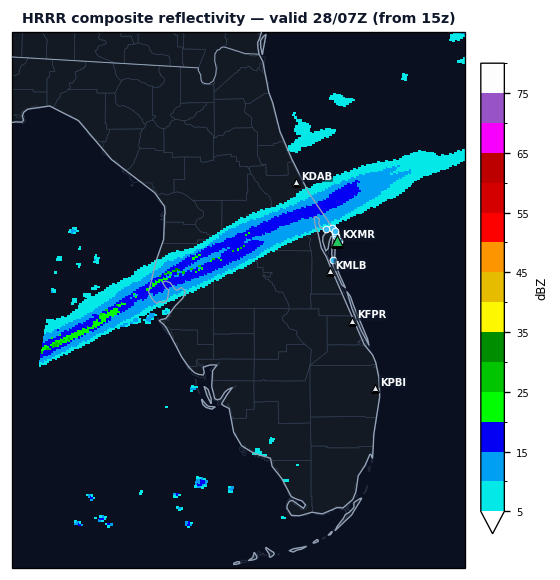 HRRR composite reflectivity — valid 28/07Z (from 15z)
KDAB
KXMR
KMLB
KFPR
KPBI
75
65
55
45
35
25
15
5
dBZ